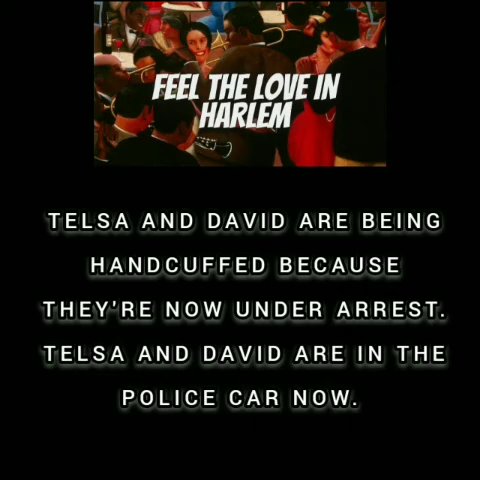 FEEL THE LOVE IN
HARLEM
TELSA AND DAVID ARE BEING
HANDCUFFED BECAUSE
THEY'RE NOW UNDER ARREST.
TELSA AND DAVID ARE IN THE
POLICE CAR NOW.